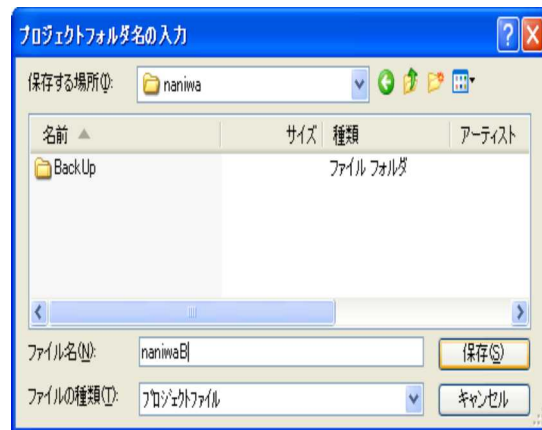 プロジェクトフォルダ名の入力
保存する場所(I): naniwa
名前 サイズ 種類 アーティスト
BackUp ファイル フォルダ
ファイル名(N): naniwaB 保存(S)
ファイルの種類(T): プロジェクトファイル キャンセル